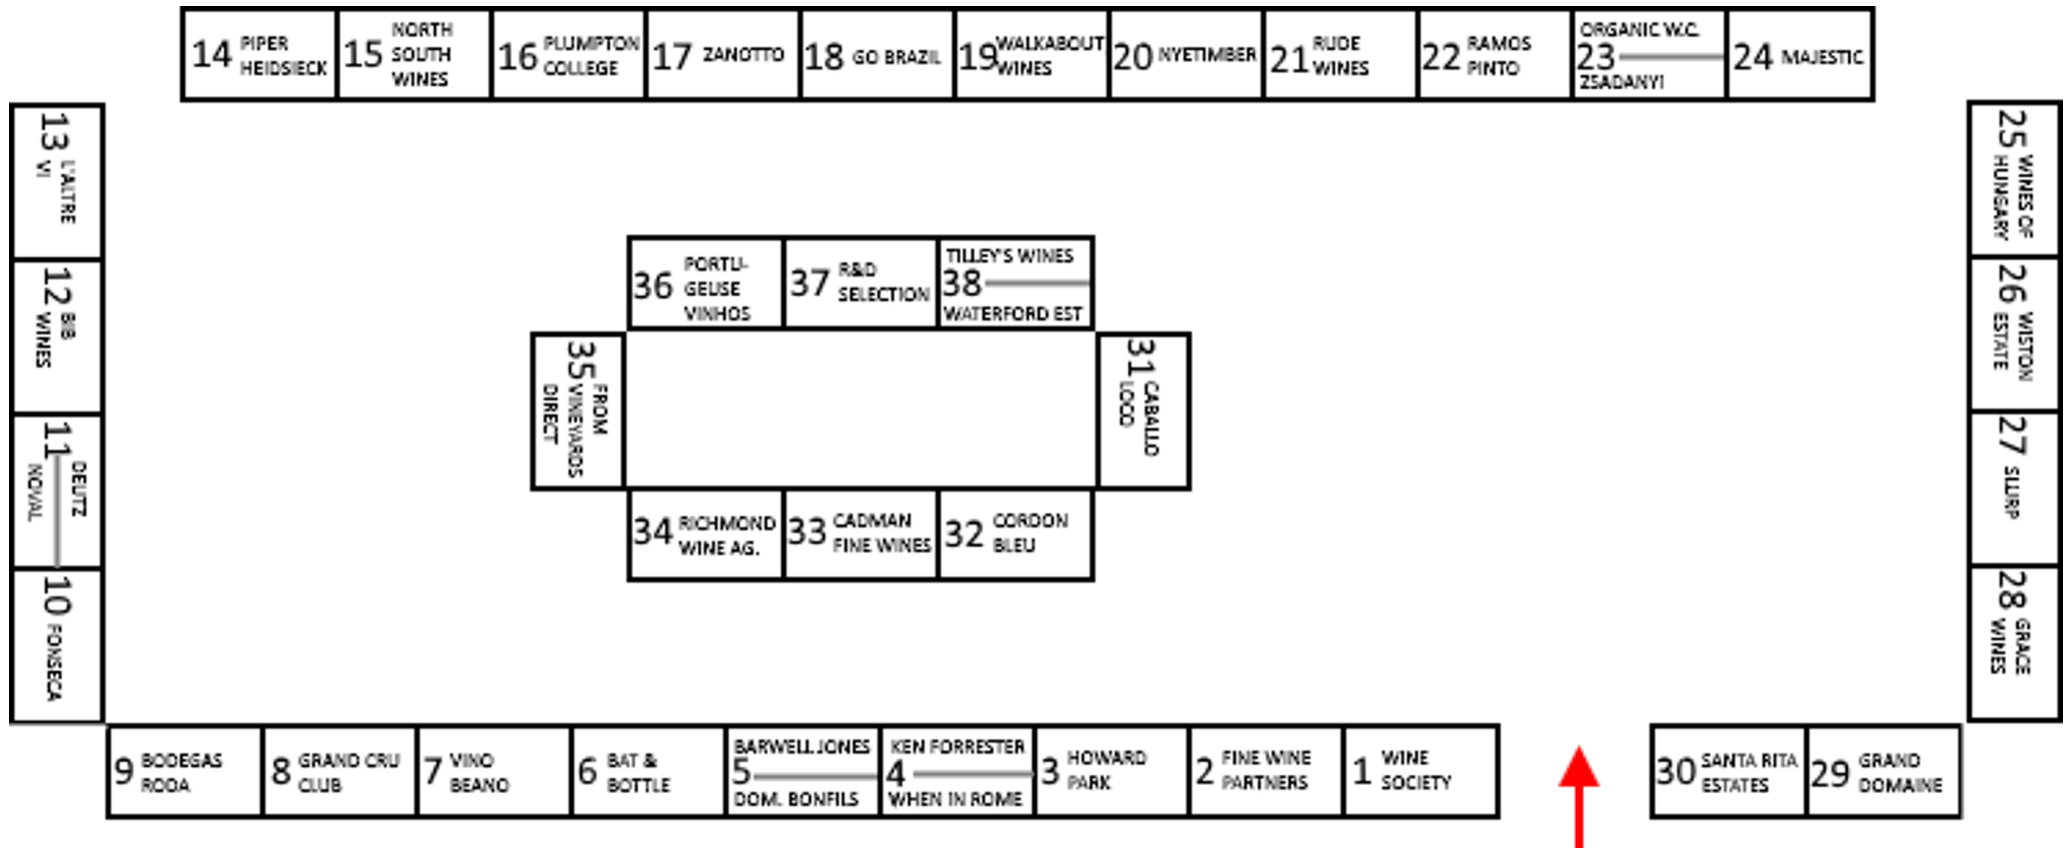 14 PIPER
HEIDSIECK
15 NORTH
SOUTH
WINES
16 PLUMPTON
COLLEGE
17 ZANOTTO
18 GO BRAZIL
19 WALKABOUT
WINES
20 NYETIMBER
21 RUDE
WINES
22 RAMOS
PINTO
ORGANIC W.C.
23
ZSADANYI
24 MAJESTIC
13 L'ALTRE
VI
12 BIB
WINES
11 DEUTZ
NOVAL
10 FONSECA
25 WINES OF
HUNGARY
26 WISTON
ESTATE
27 SLURP
28 GRACE
WINES
36 PORTU-
GEUSE
VINHOS
37 R&D
SELECTION
TILLEY'S WINES
38
WATERFORD EST
35 FROM
VINEYARDS
DIRECT
31 CABALLO
LOCO
34 RICHMOND
WINE AG.
33 CADMAN
FINE WINES
32 CORDON
BLEU
9 BODEGAS
RODA
8 GRAND CRU
CLUB
7 VINO
BEANO
6 BAT &
BOTTLE
BARWELL JONES
5
DOM. BONFILS
KEN FORRESTER
4
WHEN IN ROME
3 HOWARD
PARK
2 FINE WINE
PARTNERS
1 WINE
SOCIETY
30 SANTA RITA
ESTATES
29 GRAND
DOMAINE